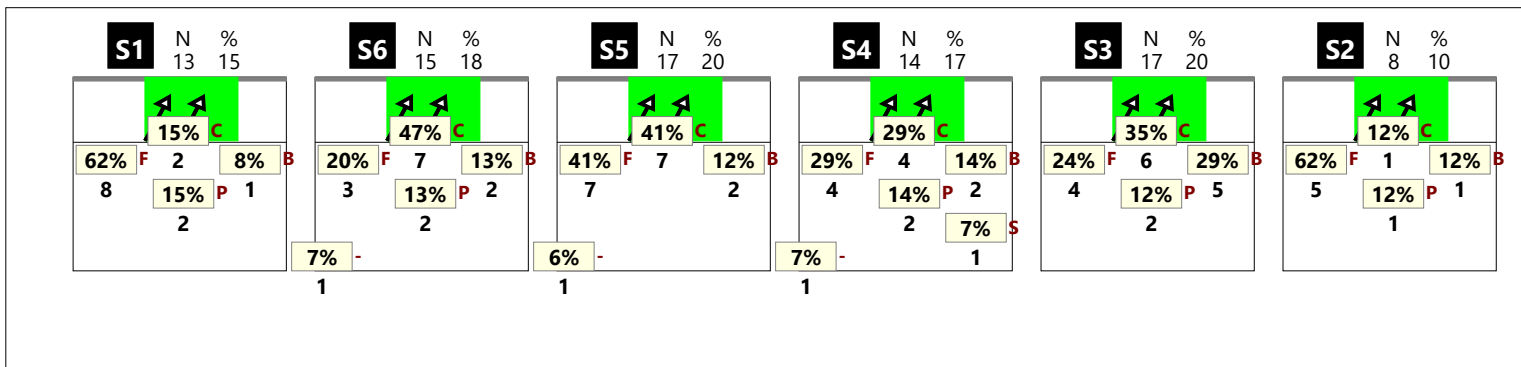 S1 N % S6 N % S5 N % S4 N % S3 N % S2 N %
13 15 15 18 17 20 14 17 17 20 8 10
15% C 47% C 41% C 29% C 35% C 12% C
62% F 2 8% B 20% F 7 13% B 41% F 7 12% B 29% F 4 14% B 24% F 6 29% B 62% F 1 12% B
8 15% P 1 3 13% P 2 7 2 4 14% P 2 4 12% P 5 5 12% P 1
2 2 2 7% S 2 1
7% - 6% - 7% - 1
1 1 1